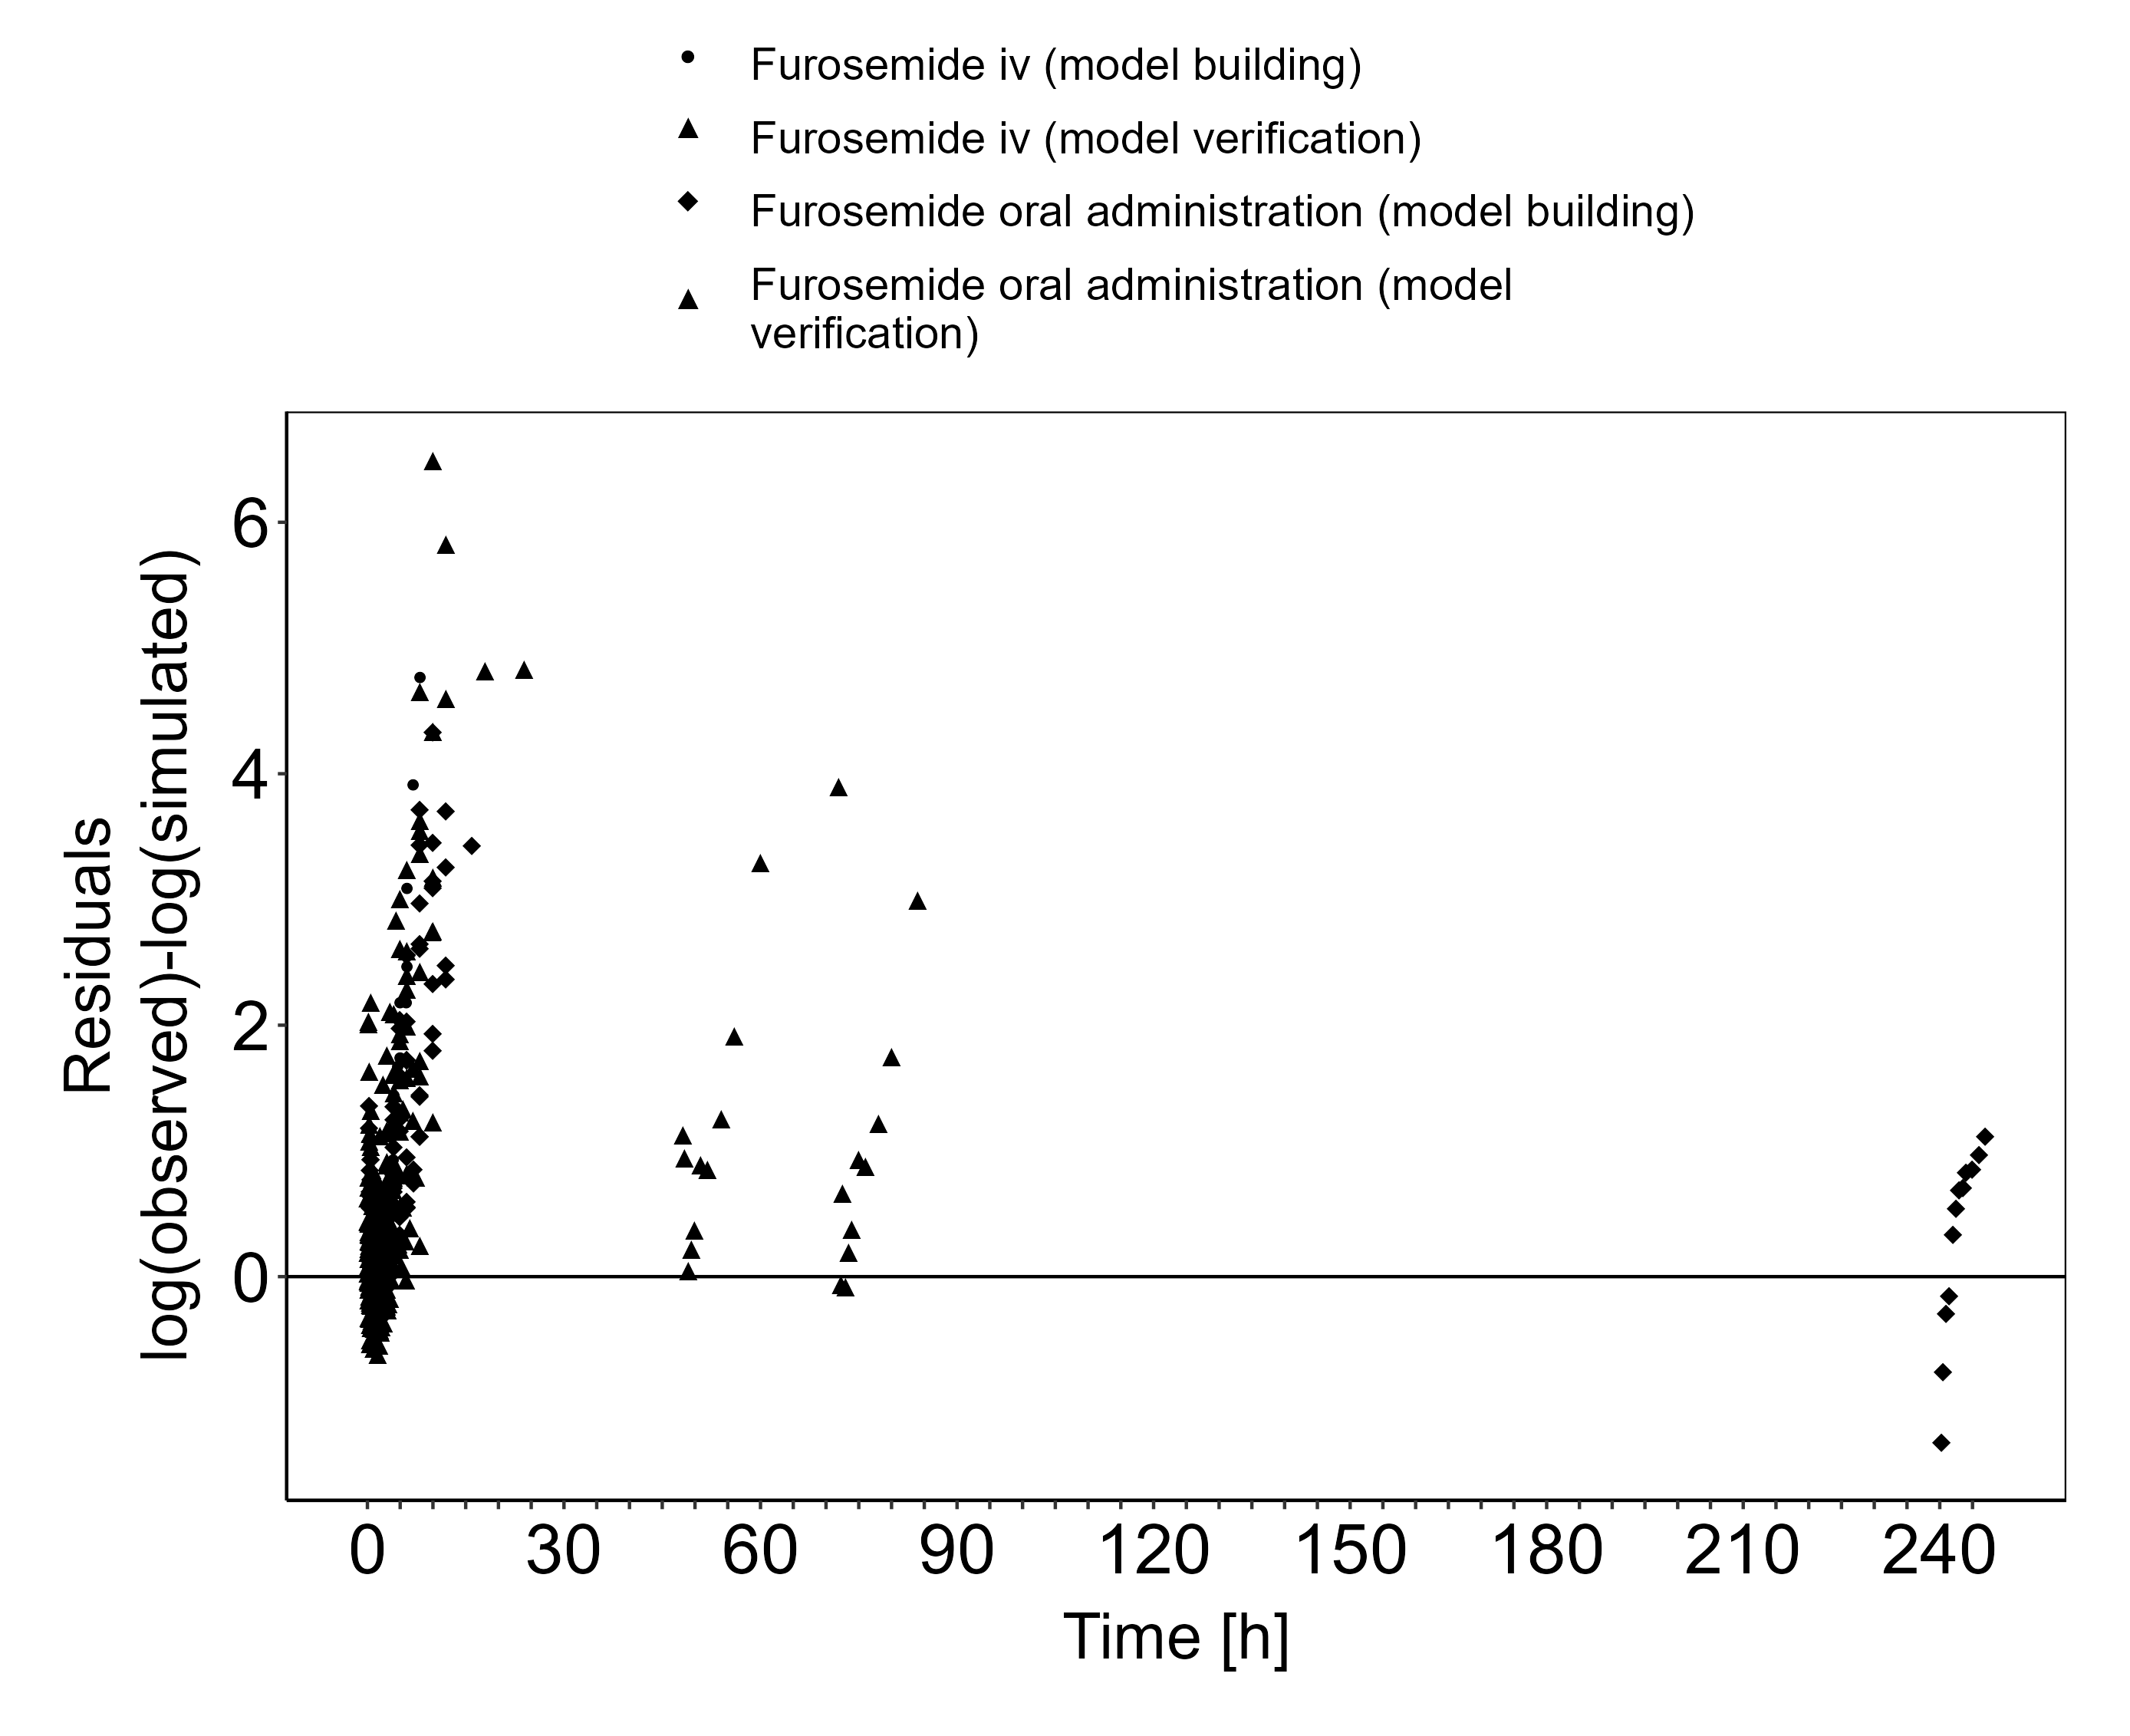 Furosemide iv (model building)
Furosemide iv (model verification)
Furosemide oral administration (model building)
Furosemide oral administration (model
verification)
Residuals
log(observed)-log(simulated)
6
4
2
0
0 30 60 90 120 150 180 210 240
Time [h]